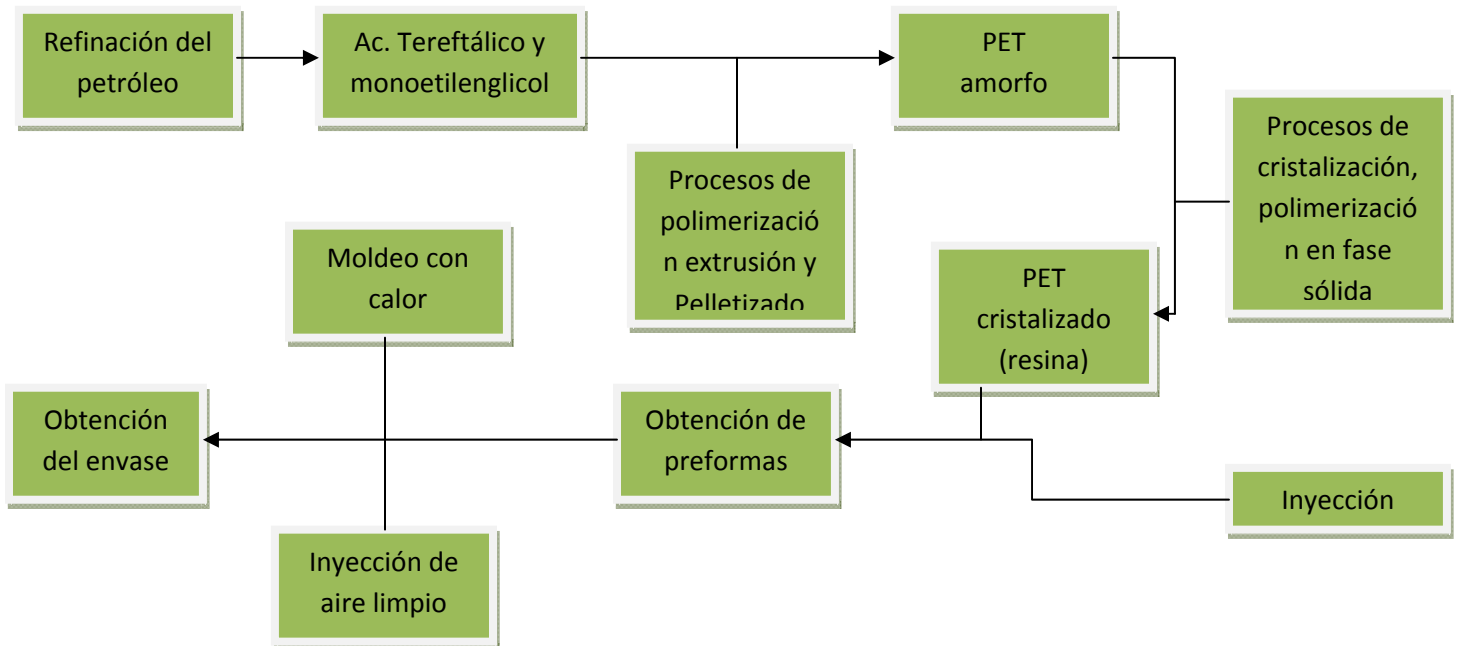 Refinación del
petróleo
Ac. Tereftálico y
monoetilenglicol
PET
amorfo
Procesos de
polimerizació
n extrusión y
Pelletizado
Procesos de
cristalización,
polimerizació
n en fase
sólida
Moldeo con
calor
PET
cristalizado
(resina)
Obtención
del envase
Obtención de
preformas
Inyección
Inyección de
aire limpio